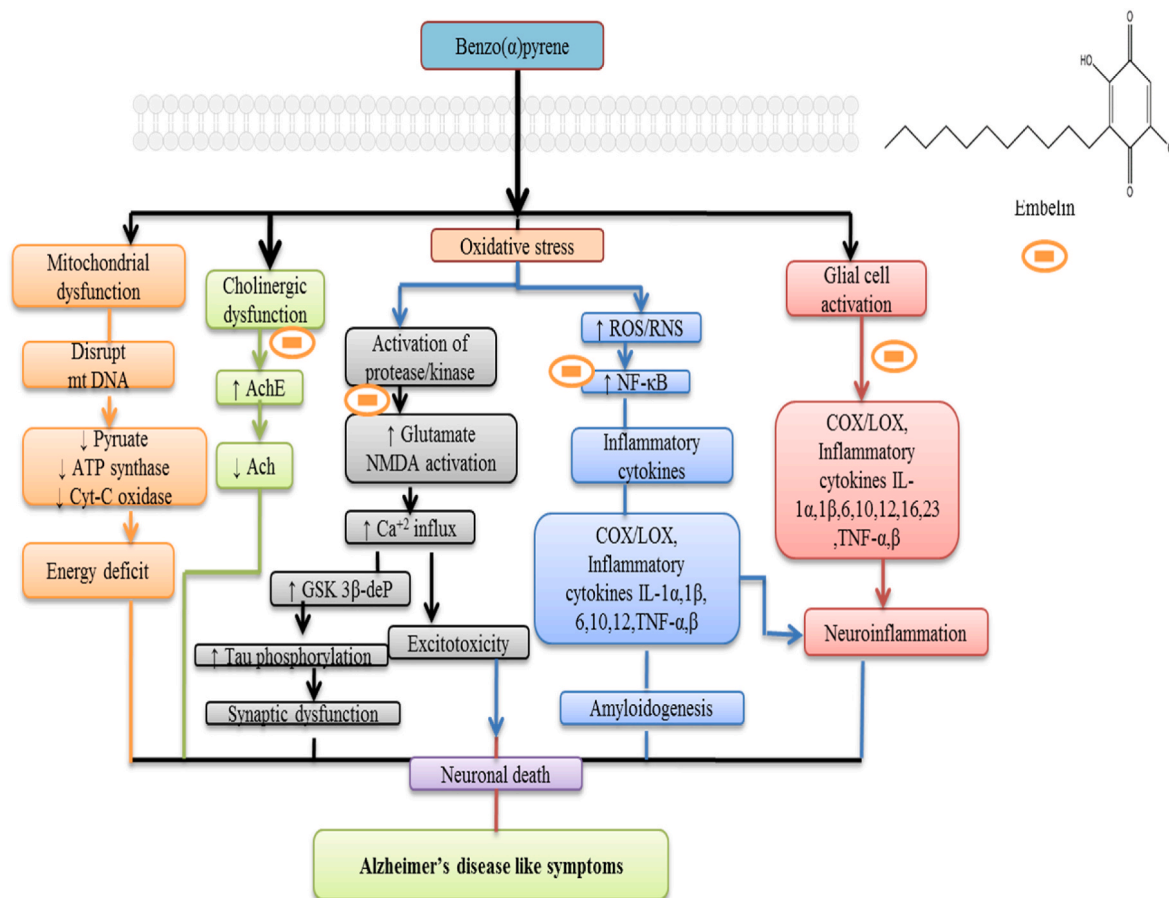 Benzo(α)pyrene
O
HO
O
Embelin
Oxidative stress
Mitochondrial
dysfunction
Cholinergic
dysfunction
Glial cell
activation
Disrupt
mt DNA
Activation of
protease/kinase
↑ ROS/RNS
↑ NF-κB
↑ AchE
↓ Pyruate
↓ ATP synthase
↓ Cyt-C oxidase
↓ Ach
↑ Glutamate
NMDA activation
Inflammatory
cytokines
COX/LOX,
Inflammatory
cytokines IL-
1α,1β,6,10,12,16,23
,TNF-α,β
↑ Ca+2 influx
Energy deficit
↑ GSK 3β-deP
COX/LOX,
Inflammatory
cytokines IL-1α,1β,
6,10,12,TNF-α,β
↑ Tau phosphorylation
Excitotoxicity
Neuroinflammation
Synaptic dysfunction
Amyloidogenesis
Neuronal death
Alzheimer's disease like symptoms